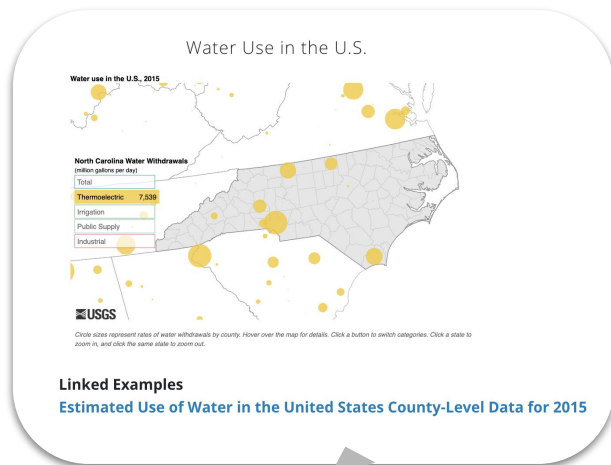 Water Use in the U.S.
Water use in the U.S., 2015
North Carolina Water Withdrawals
(million gallons per day)
Total
Thermoelectric 7,539
Irrigation
Public Supply
Industrial
USGS
Circle sizes represent rates of water withdrawals by county. Hover over the map for details. Click a button to switch categories. Click a state to
zoom in, and click the same state to zoom out.
Linked Examples
Estimated Use of Water in the United States County-Level Data for 2015